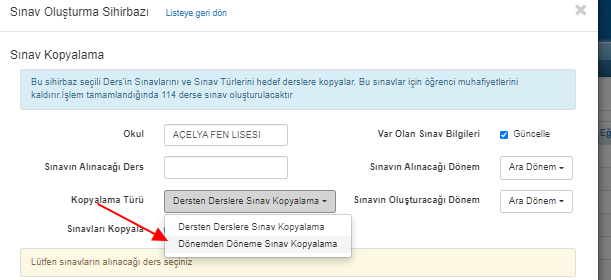 Sınav Oluşturma Sihirbazı Listeye geri dön
Sınav Kopyalama
Bu sihirbaz seçili Ders'in Sınavlarını ve Sınav Türlerini hedef derslere kopyalar. Bu sınavlar için öğrenci muhafiyetlerini
kaldırır.İşlem tamamlandığında 114 derse sınav oluşturulacaktır
Okul AÇELYA FEN LISESI Var Olan Sınav Bilgileri Güncelle
Sınavın Alınacağı Ders Sınavın Alınacağı Dönem Ara Dönem
Kopyalama Türü Dersten Derslere Sınav Kopyalama Sınavın Oluşturacağı Dönem Ara Dönem
Dersten Derslere Sınav Kopyalama
Sınavları Kopyala
Dönemden Döneme Sınav Kopyalama
Lütfen sınavların alınacağı ders seçiniz